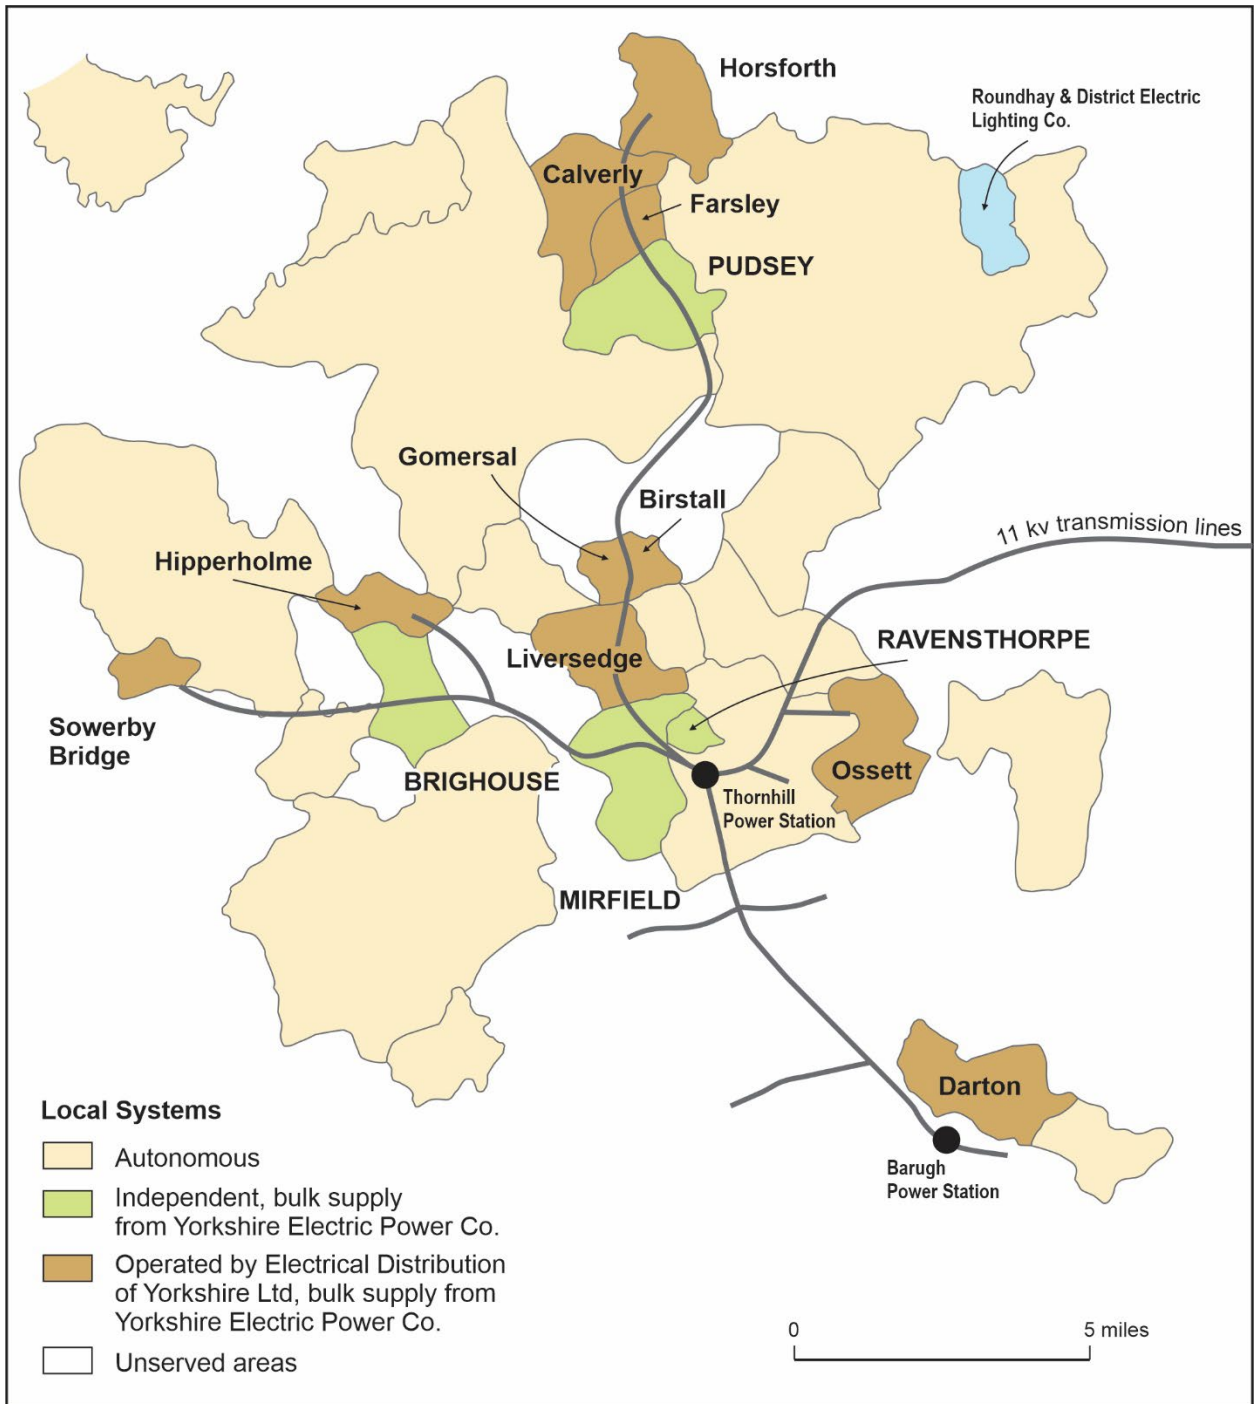 Horsforth
Roundhay & District Electric
Lighting Co.
Calverly
Farsley
PUDSEY
Gomersal
Birstall
11 kv transmission lines
Hipperholme
RAVENSTHORPE
Liversedge
Sowerby
Bridge
BRIGHOUSE
Ossett
Thornhill
Power Station
MIRFIELD
Darton
Barugh
Power Station
Local Systems
Autonomous
Independent, bulk supply
from Yorkshire Electric Power Co.
Operated by Electrical Distribution
of Yorkshire Ltd, bulk supply from
Yorkshire Electric Power Co.
Unserved areas
0
5 miles